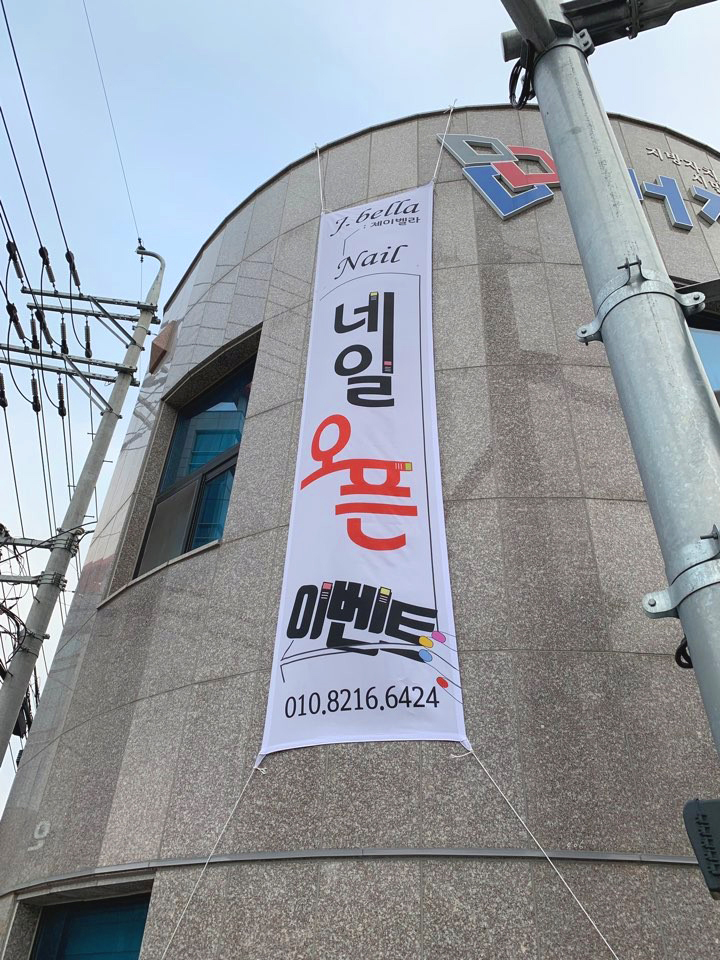 J. bella
: 제이벨라
Nail
네
일
오
픈
이벤트
010.8216.6424